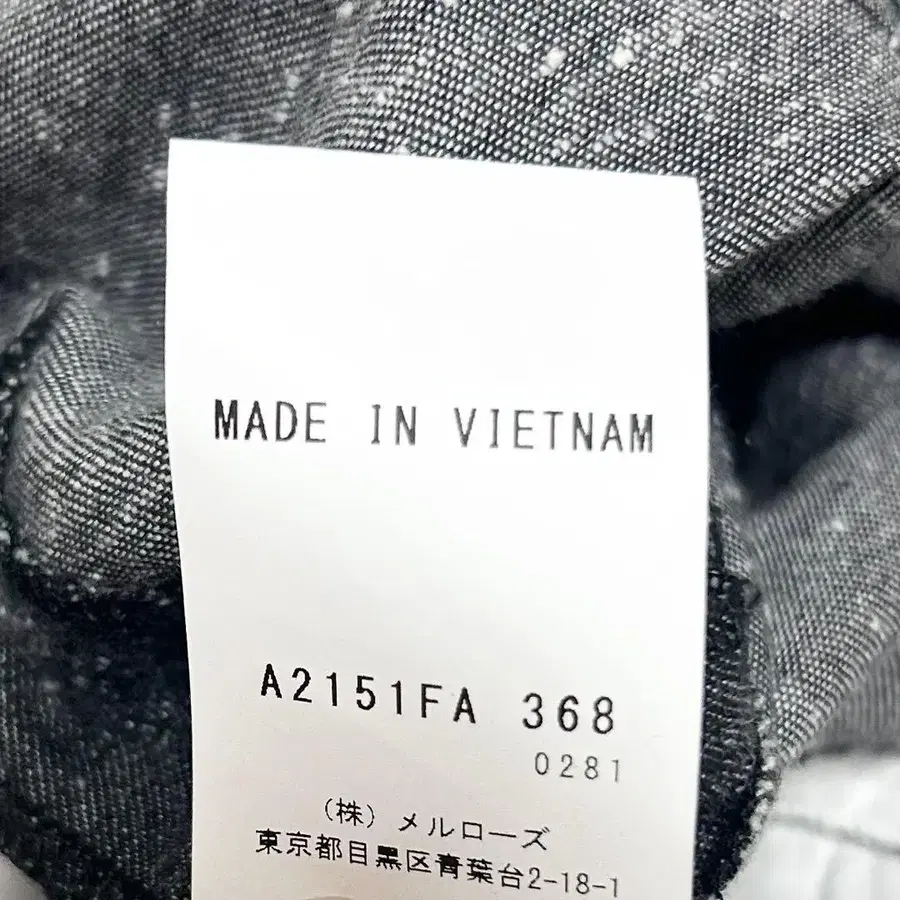 MADE IN VIETNAM
A2151FA 368
0281
(株)メルローズ
東京都目黒区青葉台2-18-1